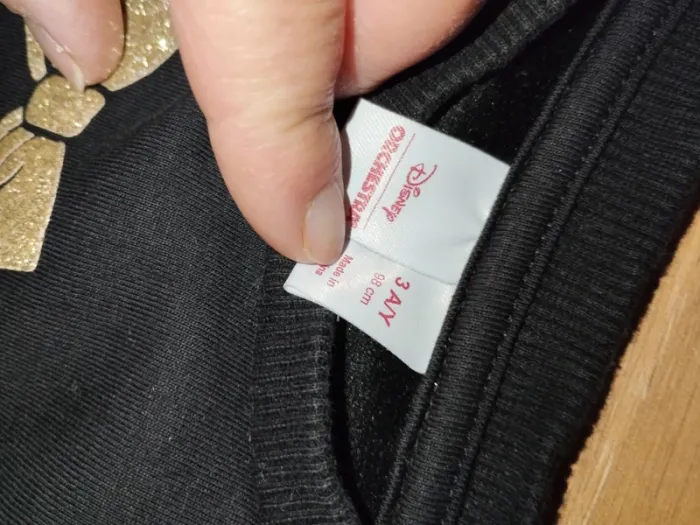 ORCHESTRA
DISNEY
3 A/Y
98 cm
Made in